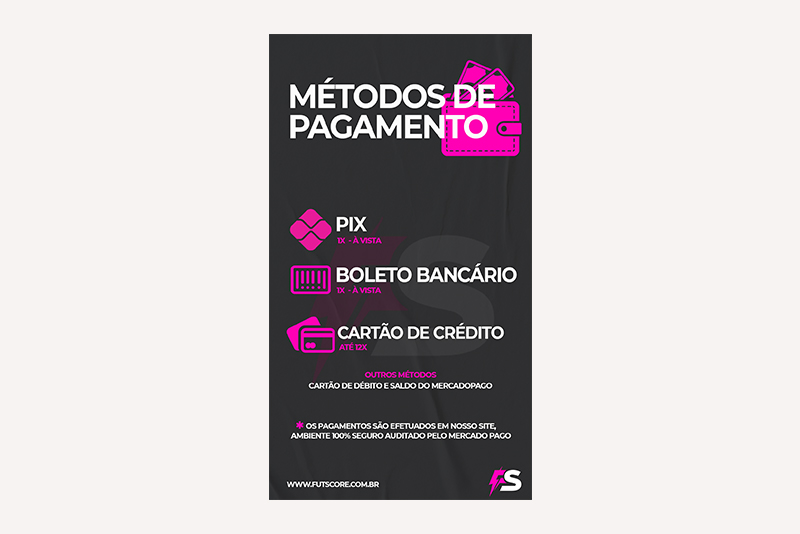 MÉTODOS DE
PAGAMENTO
PIX
1X - À VISTA
BOLETO BANCÁRIO
1X - À VISTA
CARTÃO DE CRÉDITO
ATÉ 12X
OUTROS MÉTODOS
CARTÃO DE DÉBITO E SALDO DO MERCADOPAGO
* OS PAGAMENTOS SÃO EFETUADOS EM NOSSO SITE,
AMBIENTE 100% SEGURO AUDITADO PELO MERCADO PAGO
WWW.FUTSCORE.COM.BR
FS